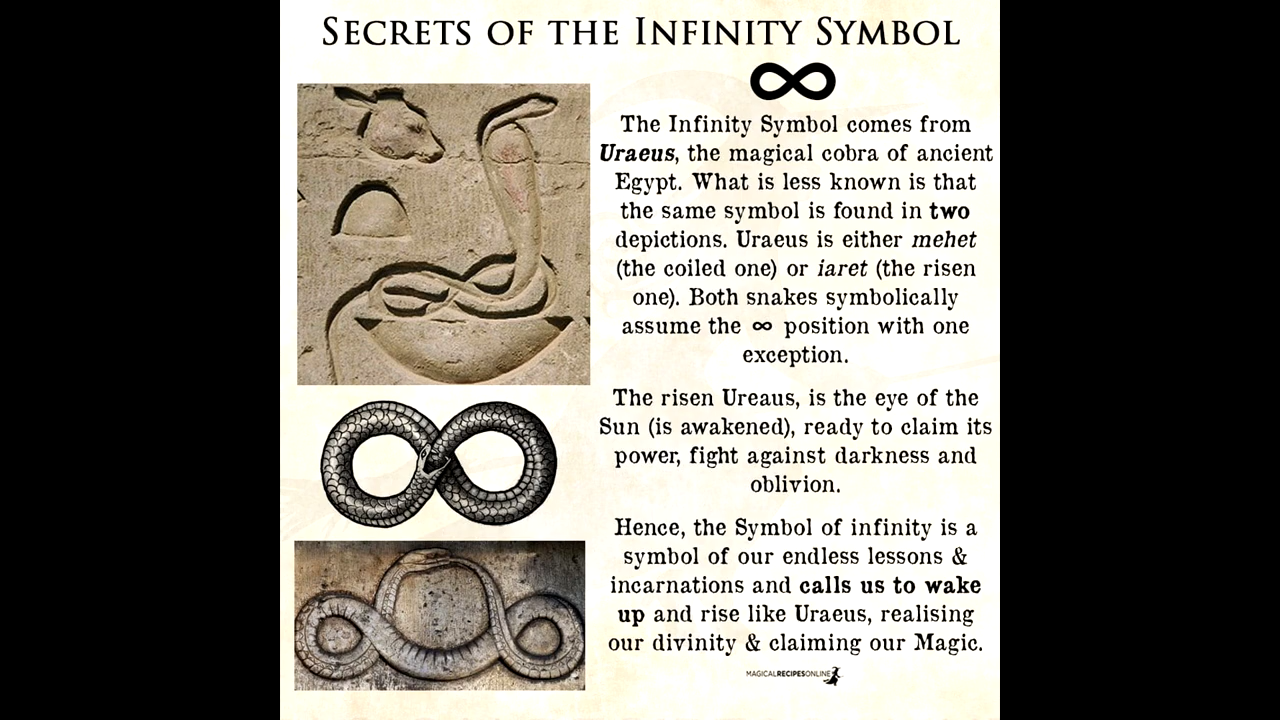 SECRETS OF THE INFINITY SYMBOL
∞
The Infinity Symbol comes from
Uraeus, the magical cobra of ancient
Egypt. What is less known is that
the same symbol is found in two
depictions. Uraeus is either mehet
(the coiled one) or iaret (the risen
one). Both snakes symbolically
assume the ∞ position with one
exception.
The risen Ureaus, is the eye of the
Sun (is awakened), ready to claim its
power, fight against darkness and
oblivion.
Hence, the Symbol of infinity is a
symbol of our endless lessons &
incarnations and calls us to wake
up and rise like Uraeus, realising
our divinity & claiming our Magic.
MAGICALRECIPESONLINE